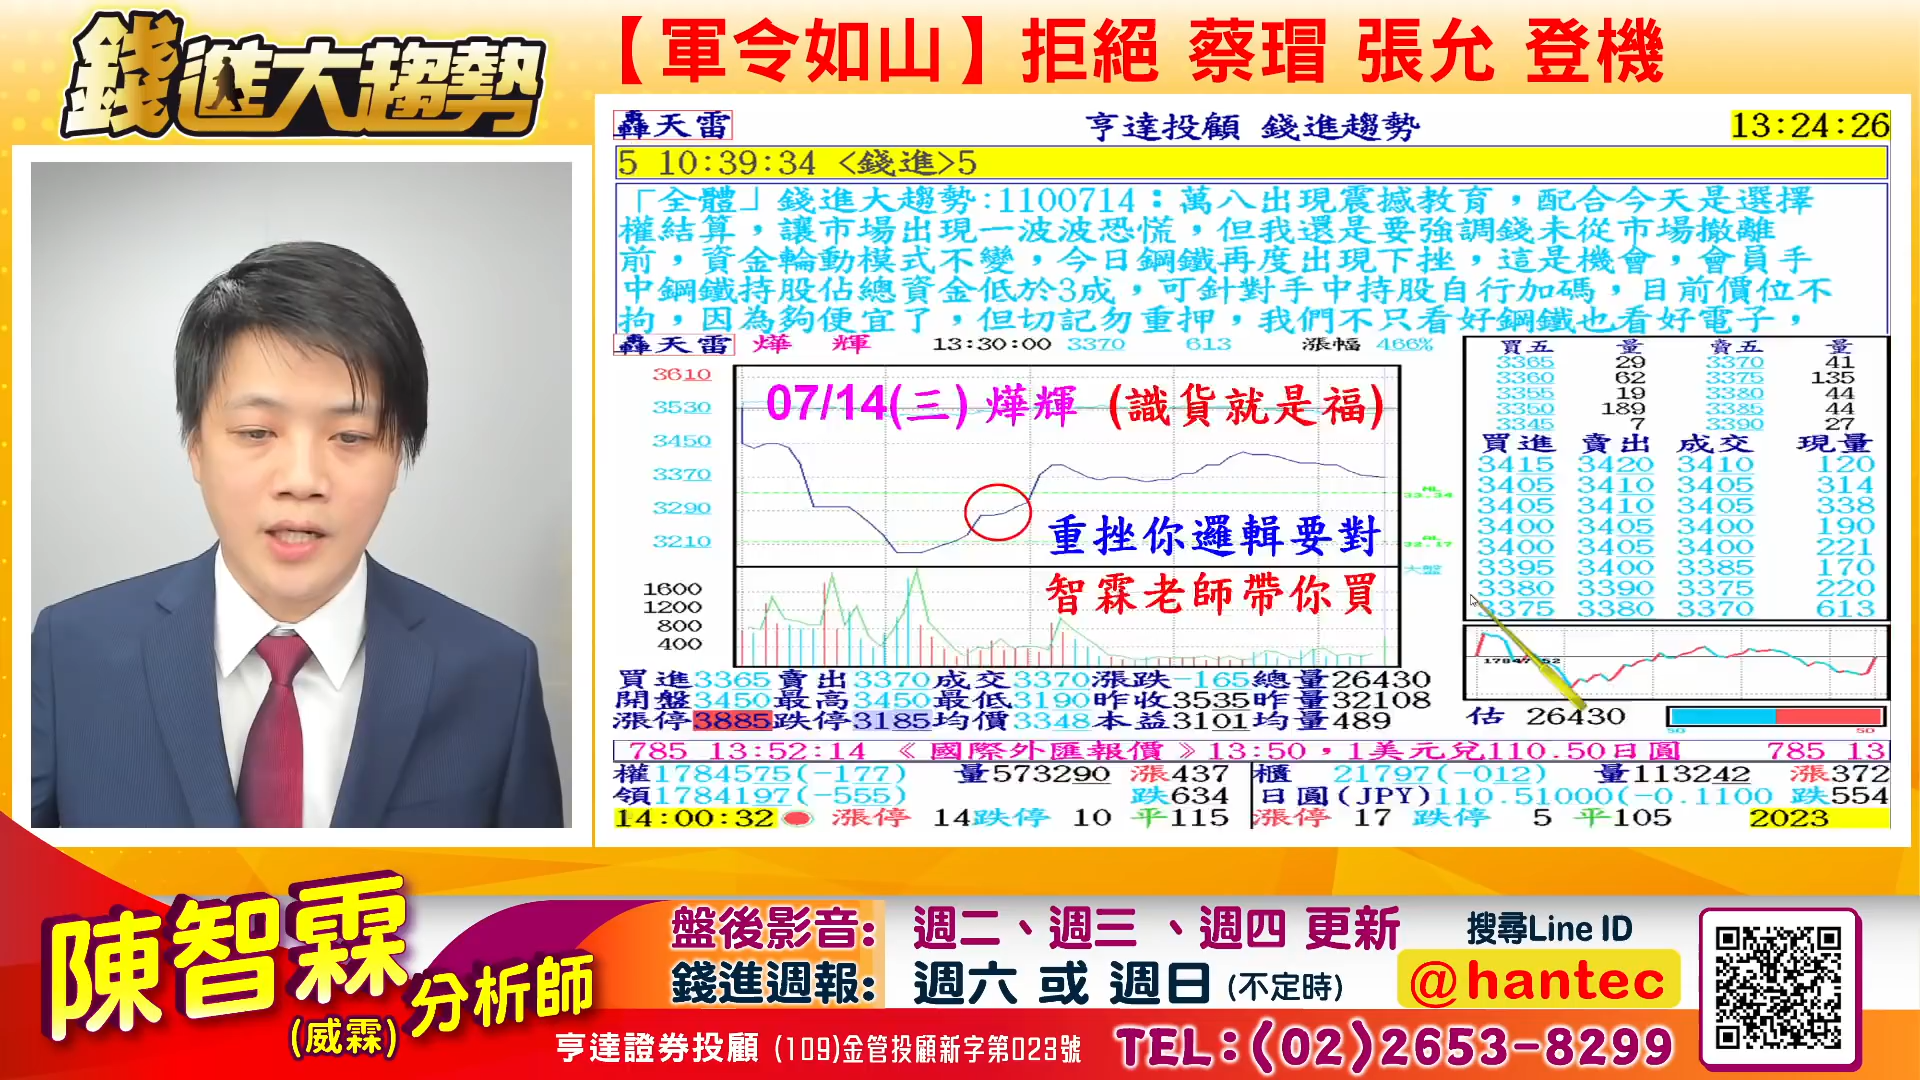 錢進大趨勢
【軍令如山】拒絕 蔡瑁 張允 登機
轟天雷 亨達投顧 錢進趨勢 13:24:26
5 10:39:34 <錢進>5
「全體」錢進大趨勢:1100714：萬八出現震撼教育，配合今天是選擇
權結算，讓市場出現一波波恐慌，但我還是要強調錢未從市場撤離
前，資金輪動模式不變，今日鋼鐵再度出現下挫，這是機會，會員手
中鋼鐵持股佔總資金低於3成，可針對手中持股自行加碼，目前價位不
拘，因為夠便宜了，但切記勿重押，我們不只看好鋼鐵也看好電子，
轟天雷 燁 輝 13:30:00 3370 613 漲幅 466%
3610
3530
3450
3370
3290
3210
1600
1200
800
400
07/14(三) 燁輝 (識貨就是福)
重挫你邏輯要對
智霖老師帶你買
33.34
32.17
大盤
買五 量 賣五 量
3365 29 3370 41
3360 62 3375 135
3355 19 3380 44
3350 189 3385 44
3345 7 3390 27
買進 賣出 成交 現量
3415 3420 3410 120
3405 3410 3405 314
3405 3410 3405 338
3400 3405 3400 190
3400 3405 3400 221
3395 3400 3385 170
3380 3390 3375 220
3375 3380 3370 613
估 26430
買進3365賣出3370成交3370漲跌-165總量26430
開盤3450最高3450最低3190昨收3535昨量32108
漲停3885跌停3185均價3348本益3101均量489
785 13:52:14 《國際外匯報價》13:50，1美元兌110.50日圓 785 13
權1784575(-177) 量573290 漲437 櫃 21797(-012) 量113242 漲372
領1784197(-555) 跌634 日圓(JPY)110.51000(-0.1100 跌554
14:00:32 漲停 14跌停 10 平115 漲停 17 跌停 5 平105 2023
陳智霖分析師
(威霖)
盤後影音: 週二、週三 、週四 更新
錢進週報: 週六 或 週日 (不定時)
搜尋Line ID
@hantec
亨達證券投顧 (109)金管投顧新字第023號 TEL:(02)2653-8299